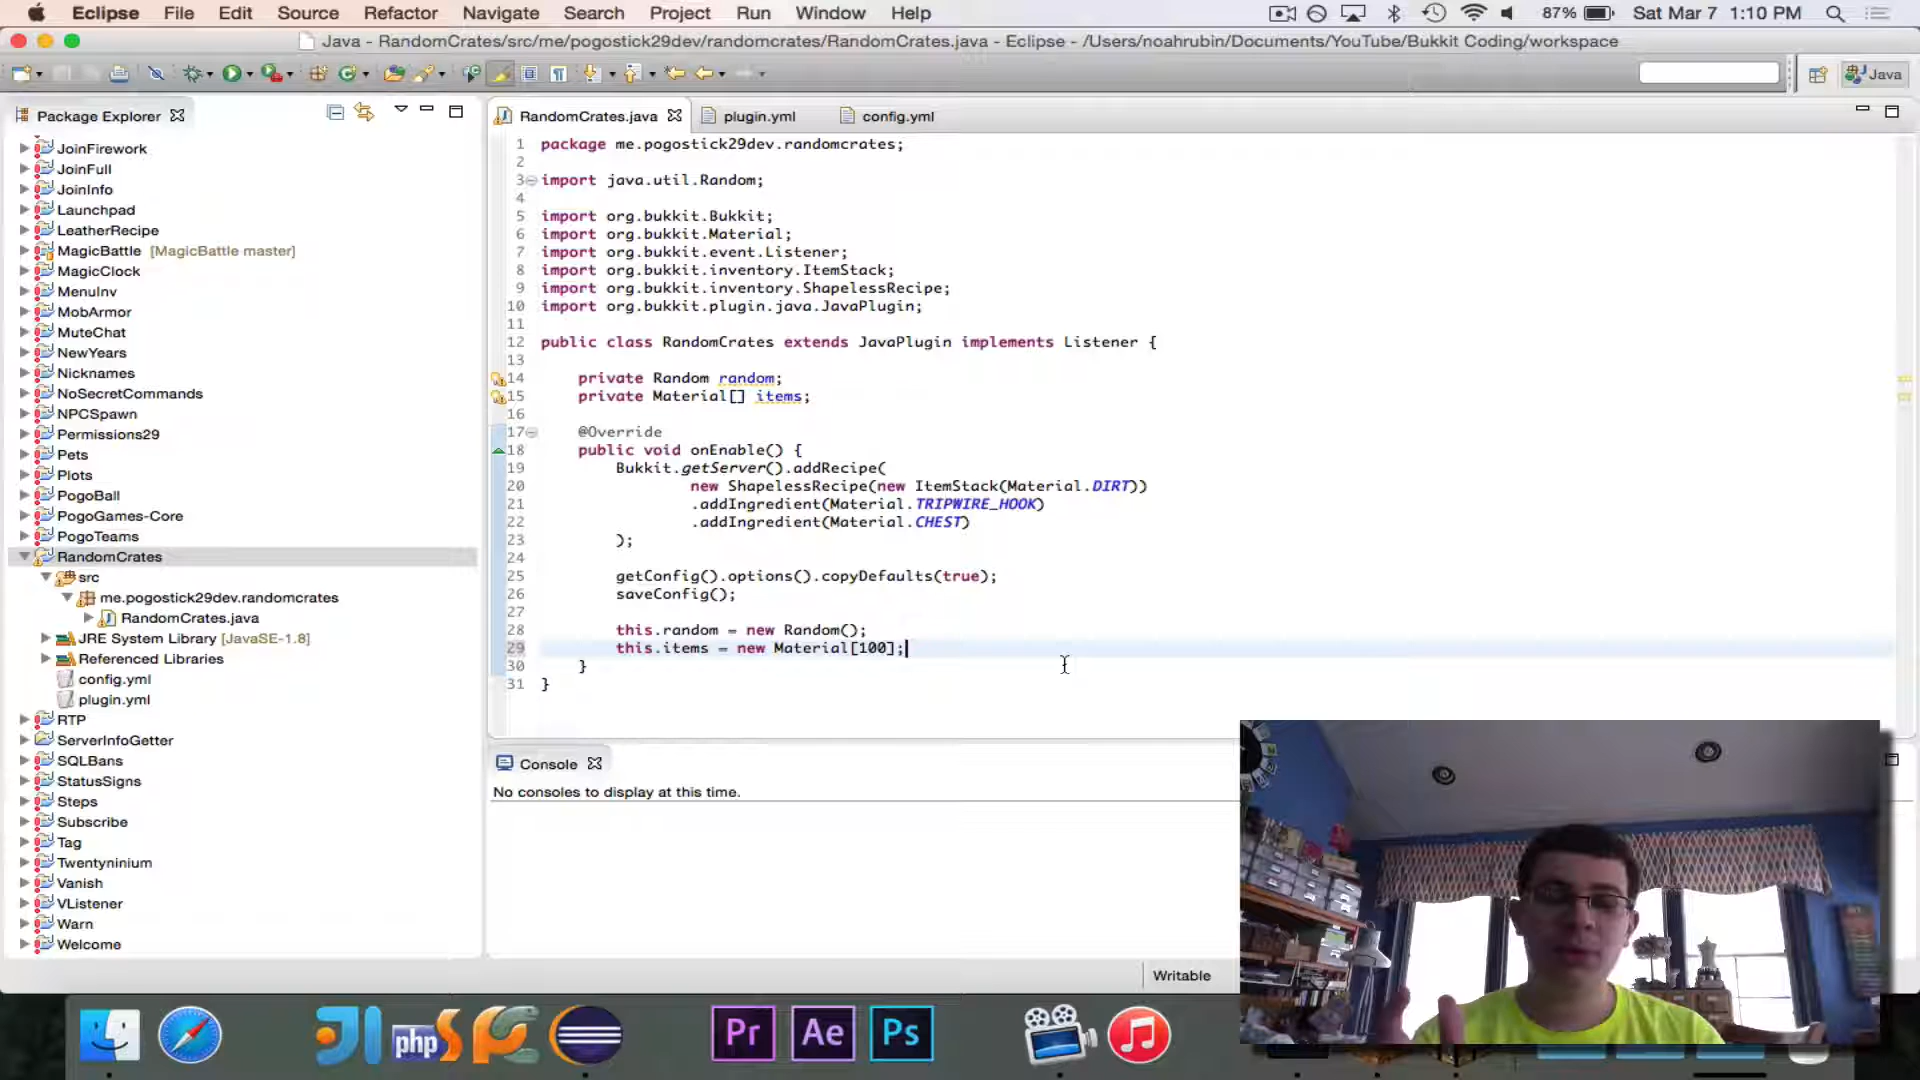 Eclipse File Edit Source Refactor Navigate Search Project Run Window Help 87% Sat Mar 7 1:10 PM
Java - RandomCrates/src/me/pogostick29dev/randomcrates/RandomCrates.java - Eclipse - /Users/noahrubin/Documents/YouTube/Bukkit Coding/workspace
Java
Package Explorer
JoinFirework
JoinFull
JoinInfo
Launchpad
LeatherRecipe
MagicBattle [MagicBattle master]
MagicClock
MenuInv
MobArmor
MuteChat
NewYears
Nicknames
NoSecretCommands
NPCSpawn
Permissions29
Pets
Plots
PogoBall
PogoGames-Core
PogoTeams
RandomCrates
src
me.pogostick29dev.randomcrates
RandomCrates.java
JRE System Library [JavaSE-1.8]
Referenced Libraries
config.yml
plugin.yml
RTP
ServerInfoGetter
SQLBans
StatusSigns
Steps
Subscribe
Tag
Twentyninium
Vanish
VListener
Warn
Welcome
RandomCrates.java plugin.yml config.yml
1 package me.pogostick29dev.randomcrates;
2
3 import java.util.Random;
4
5 import org.bukkit.Bukkit;
6 import org.bukkit.Material;
7 import org.bukkit.event.Listener;
8 import org.bukkit.inventory.ItemStack;
9 import org.bukkit.inventory.ShapelessRecipe;
10 import org.bukkit.plugin.java.JavaPlugin;
11
12 public class RandomCrates extends JavaPlugin implements Listener {
13
14 private Random random;
15 private Material[] items;
16
17 @Override
18 public void onEnable() {
19 Bukkit.getServer().addRecipe(
20 new ShapelessRecipe(new ItemStack(Material.DIRT))
21 .addIngredient(Material.TRIPWIRE_HOOK)
22 .addIngredient(Material.CHEST)
23 );
24
25 getConfig().options().copyDefaults(true);
26 saveConfig();
27
28 this.random = new Random();
29 this.items = new Material[100];
30 }
31 }
Console
No consoles to display at this time.
Writable
php
Pr
Ae
Ps